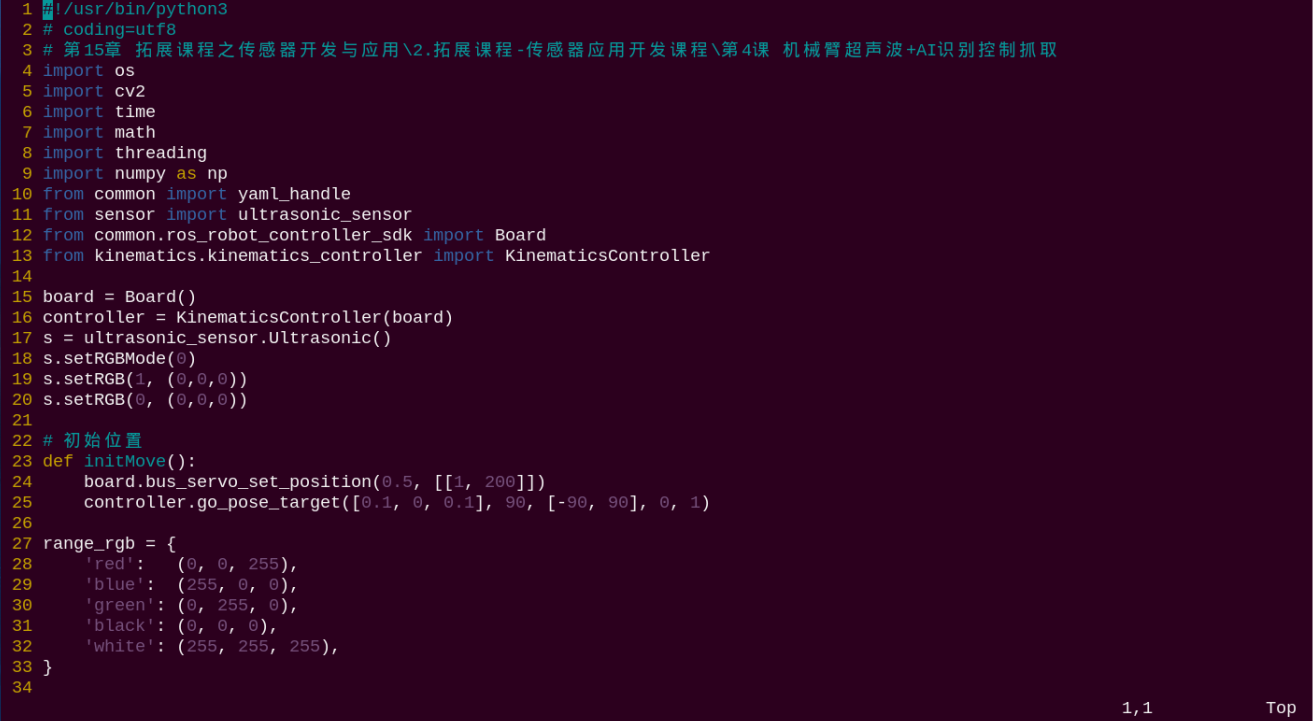 1 #!/usr/bin/python3
2 # coding=utf8
3 # 第15章 拓展课程之传感器开发与应用\2.拓展课程-传感器应用开发课程\第4课 机械臂超声波+AI识别控制抓取
4 import os
5 import cv2
6 import time
7 import math
8 import threading
9 import numpy as np
10 from common import yaml_handle
11 from sensor import ultrasonic_sensor
12 from common.ros_robot_controller_sdk import Board
13 from kinematics.kinematics_controller import KinematicsController
14
15 board = Board()
16 controller = KinematicsController(board)
17 s = ultrasonic_sensor.Ultrasonic()
18 s.setRGBMode(0)
19 s.setRGB(1, (0,0,0))
20 s.setRGB(0, (0,0,0))
21
22 # 初始位置
23 def initMove():
24     board.bus_servo_set_position(0.5, [[1, 200]])
25     controller.go_pose_target([0.1, 0, 0.1], 90, [-90, 90], 0, 1)
26
27 range_rgb = {
28     'red':   (0, 0, 255),
29     'blue':  (255, 0, 0),
30     'green': (0, 255, 0),
31     'black': (0, 0, 0),
32     'white': (255, 255, 255),
33 }
34
1,1 Top